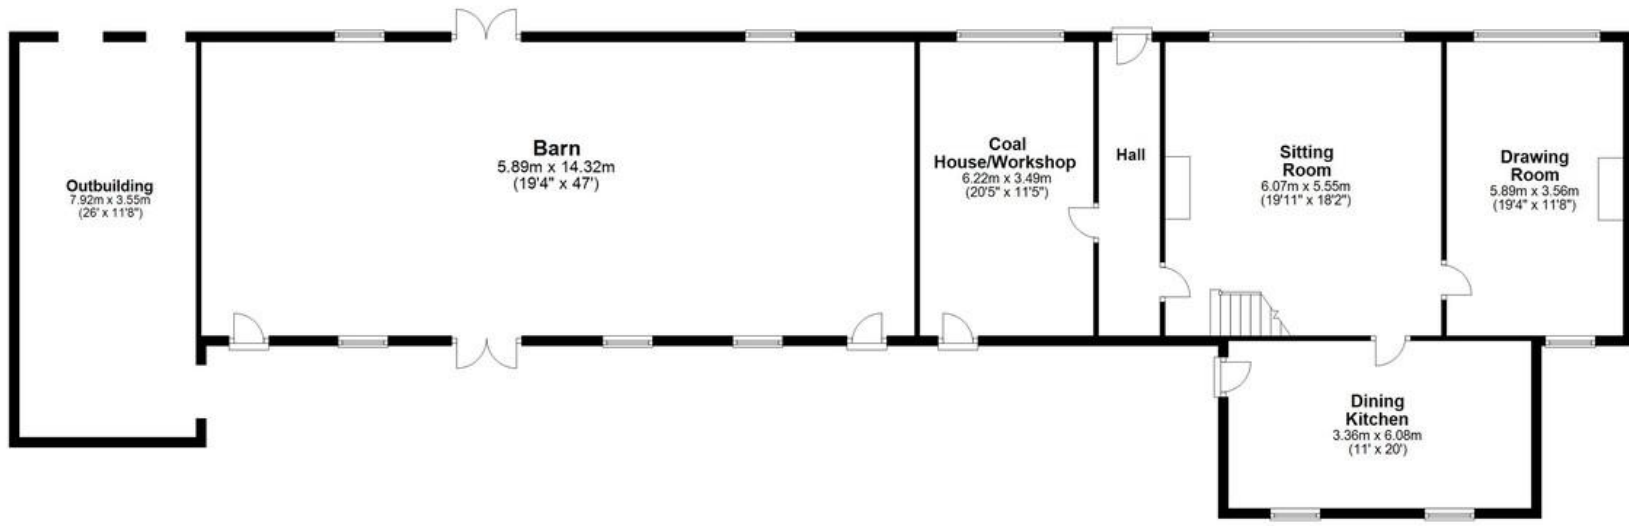 Outbuilding
7.92m x 3.55m
(26' x 11'8")
Barn
5.89m x 14.32m
(19'4" x 47')
Coal
House/Workshop
6.22m x 3.49m
(20'5" x 11'5")
Hall
Sitting
Room
6.07m x 5.55m
(19'11" x 18'2")
Drawing
Room
5.89m x 3.56m
(19'4" x 11'8")
Dining
Kitchen
3.36m x 6.08m
(11' x 20')